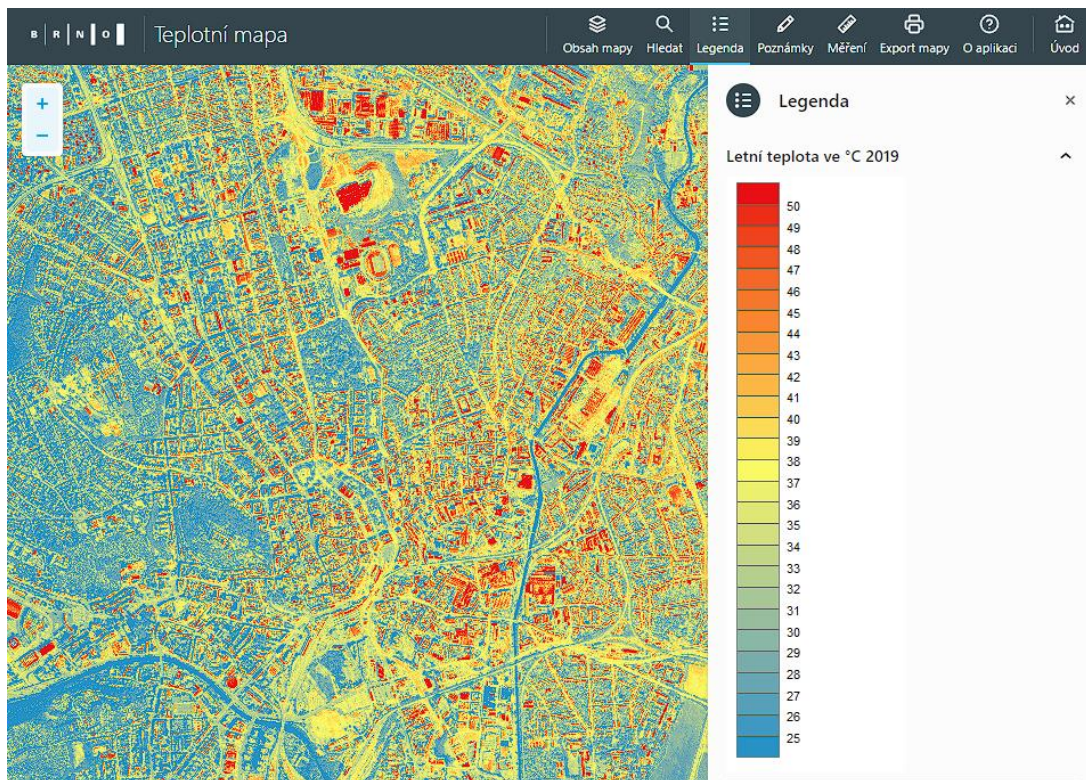 BRNO
Teplotní mapa
Obsah mapy
Hledat
Legenda
Poznámky
Měření
Export mapy
O aplikaci
Úvod
+
−
Legenda
×
Letní teplota ve °C 2019
50
49
48
47
46
45
44
43
42
41
40
39
38
37
36
35
34
33
32
31
30
29
28
27
26
25